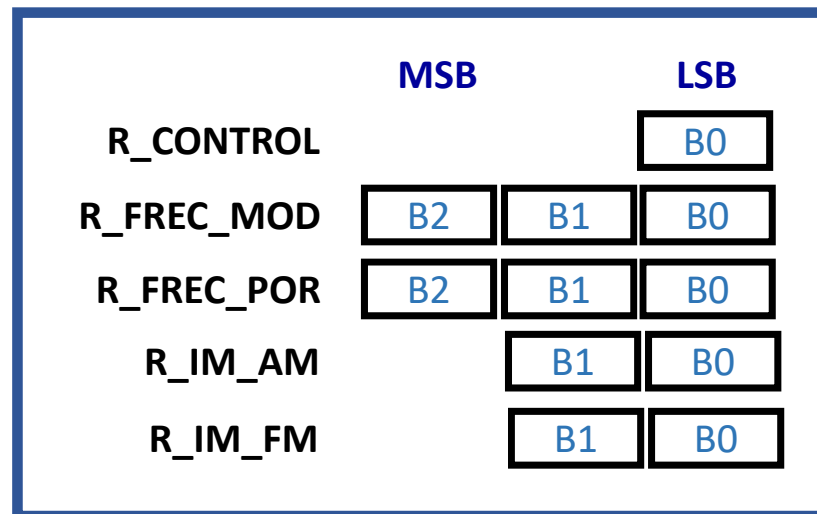 MSB LSB
R_CONTROL B0
R_FREC_MOD B2 B1 B0
R_FREC_POR B2 B1 B0
R_IM_AM B1 B0
R_IM_FM B1 B0